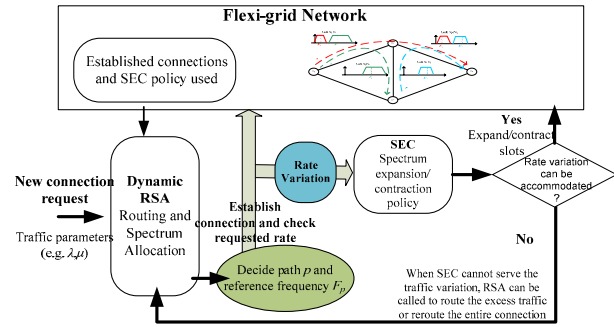 Flexi-grid Network
Established connections
and SEC policy used
Yes
Expand/contract
slots
New connection
request
Traffic parameters
(e.g. λ,μ)
Dynamic
RSA
Routing and
Spectrum
Allocation
Rate
Variation
SEC
Spectrum
expansion/
contraction
policy
Rate variation
can be
accommodated
?
Establish
connection and check
requested rate
Decide path p and
reference frequency Fp
No
When SEC cannot serve the
traffic variation, RSA can be
called to route the excess traffic
or reroute the entire connection